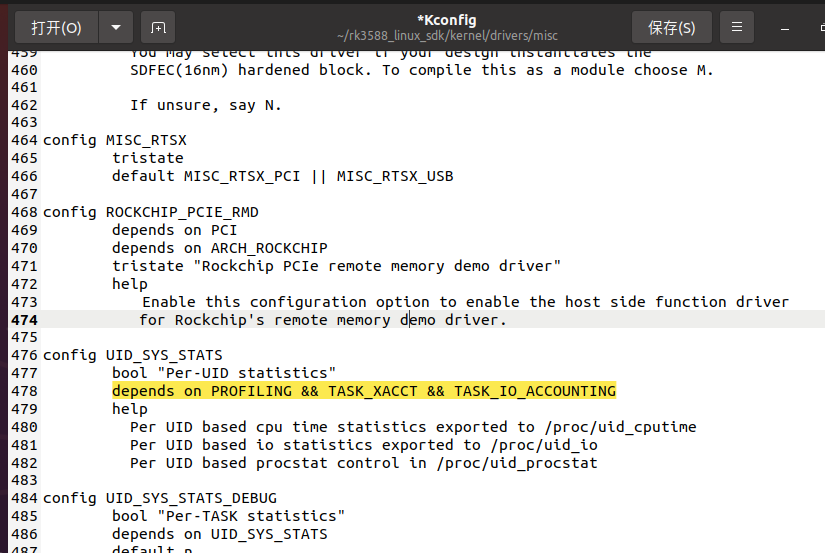 打开(O)
*Kconfig
~/rk3588_linux_sdk/kernel/drivers/misc
保存(S)
459 You may select this driver if your design instantiates the
460 SDFEC(16nm) hardened block. To compile this as a module choose M.
461
462 If unsure, say N.
463
464 config MISC_RTSX
465 tristate
466 default MISC_RTSX_PCI || MISC_RTSX_USB
467
468 config ROCKCHIP_PCIE_RMD
469 depends on PCI
470 depends on ARCH_ROCKCHIP
471 tristate "Rockchip PCIe remote memory demo driver"
472 help
473 Enable this configuration option to enable the host side function driver
474 for Rockchip's remote memory demo driver.
475
476 config UID_SYS_STATS
477 bool "Per-UID statistics"
478 depends on PROFILING && TASK_XACCT && TASK_IO_ACCOUNTING
479 help
480 Per UID based cpu time statistics exported to /proc/uid_cputime
481 Per UID based io statistics exported to /proc/uid_io
482 Per UID based procstat control in /proc/uid_procstat
483
484 config UID_SYS_STATS_DEBUG
485 bool "Per-TASK statistics"
486 depends on UID_SYS_STATS
487 default n